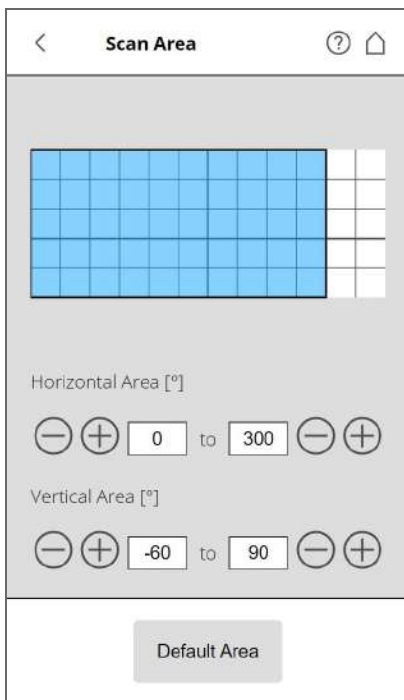 Scan Area
Horizontal Area [°]
0 to 300
Vertical Area [°]
-60 to 90
Default Area